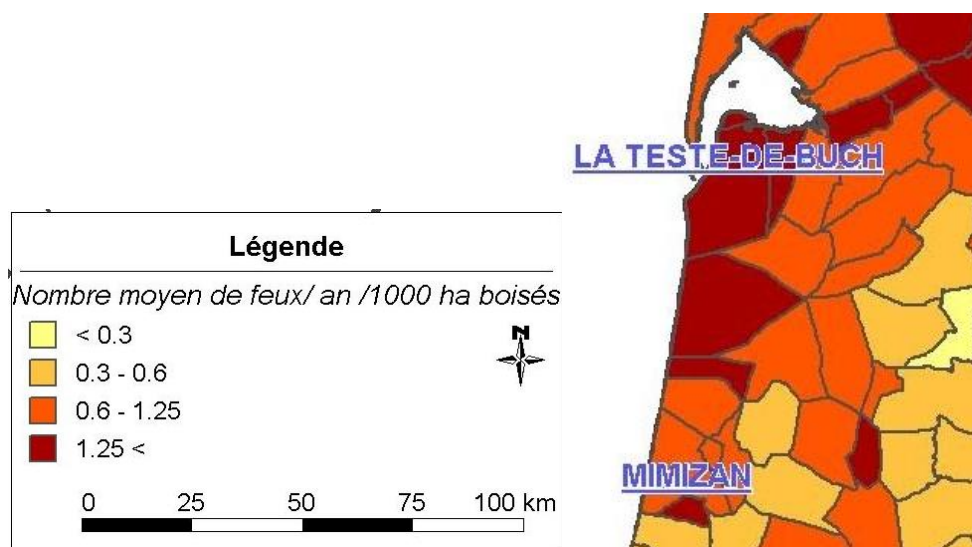 LA TESTE-DE-BUCH
Légende
Nombre moyen de feux/ an /1000 ha boisés
< 0.3
0.3 - 0.6
0.6 - 1.25
1.25 <
N
0 25 50 75 100 km
MIMIZAN